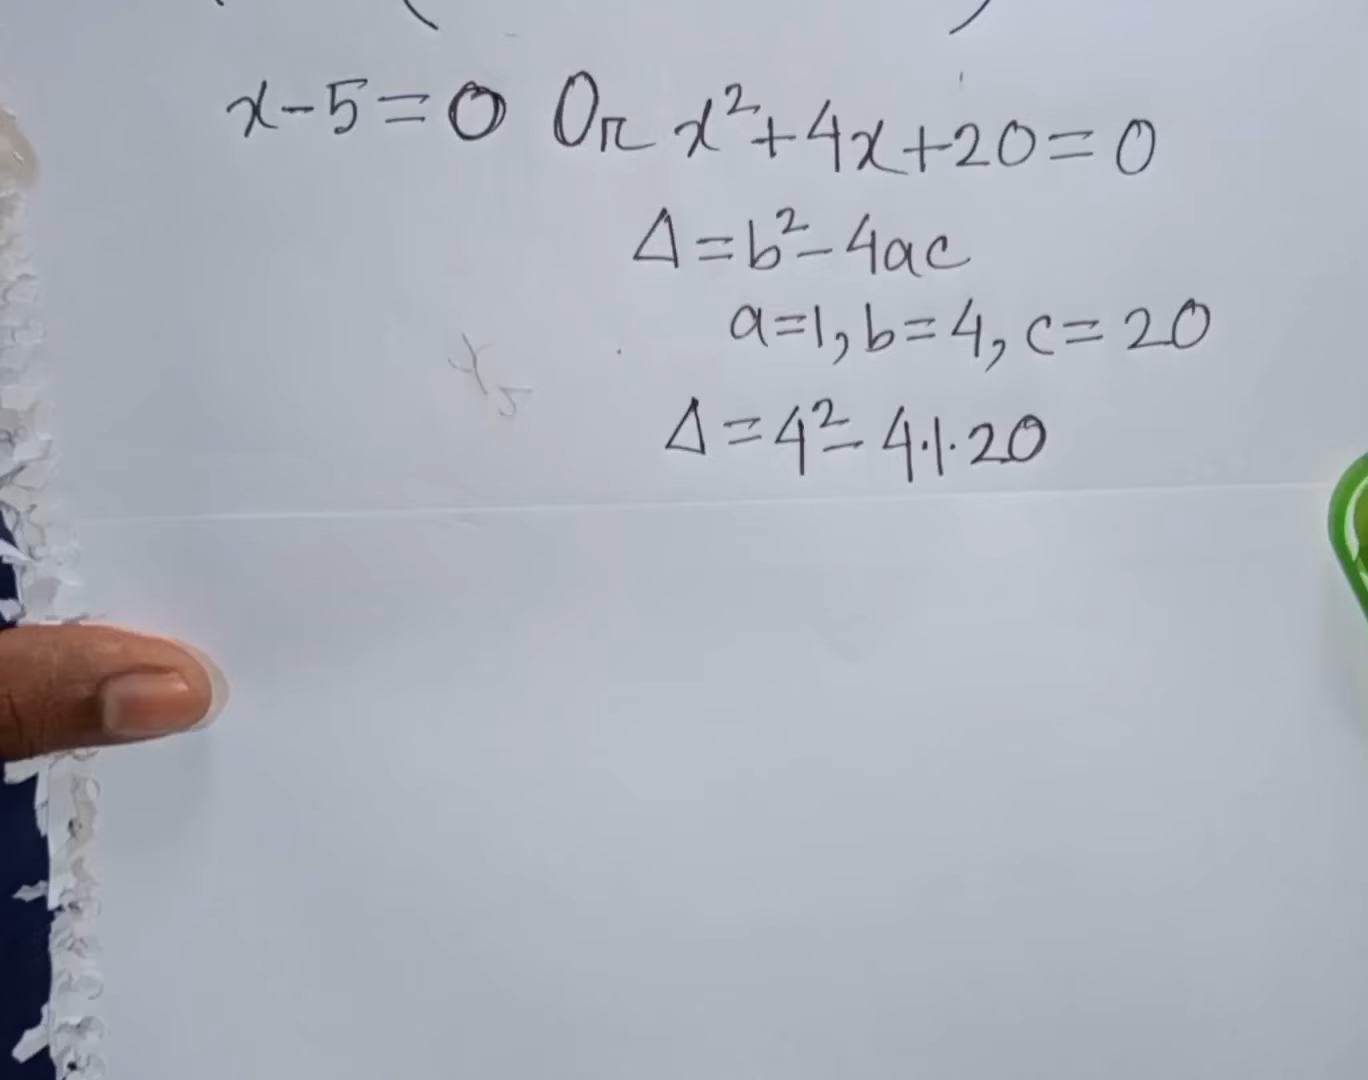 x-5=0 Or x²+4x+20=0
Δ=b²-4ac
a=1, b=4, c=20
Δ=4²-4·1·20